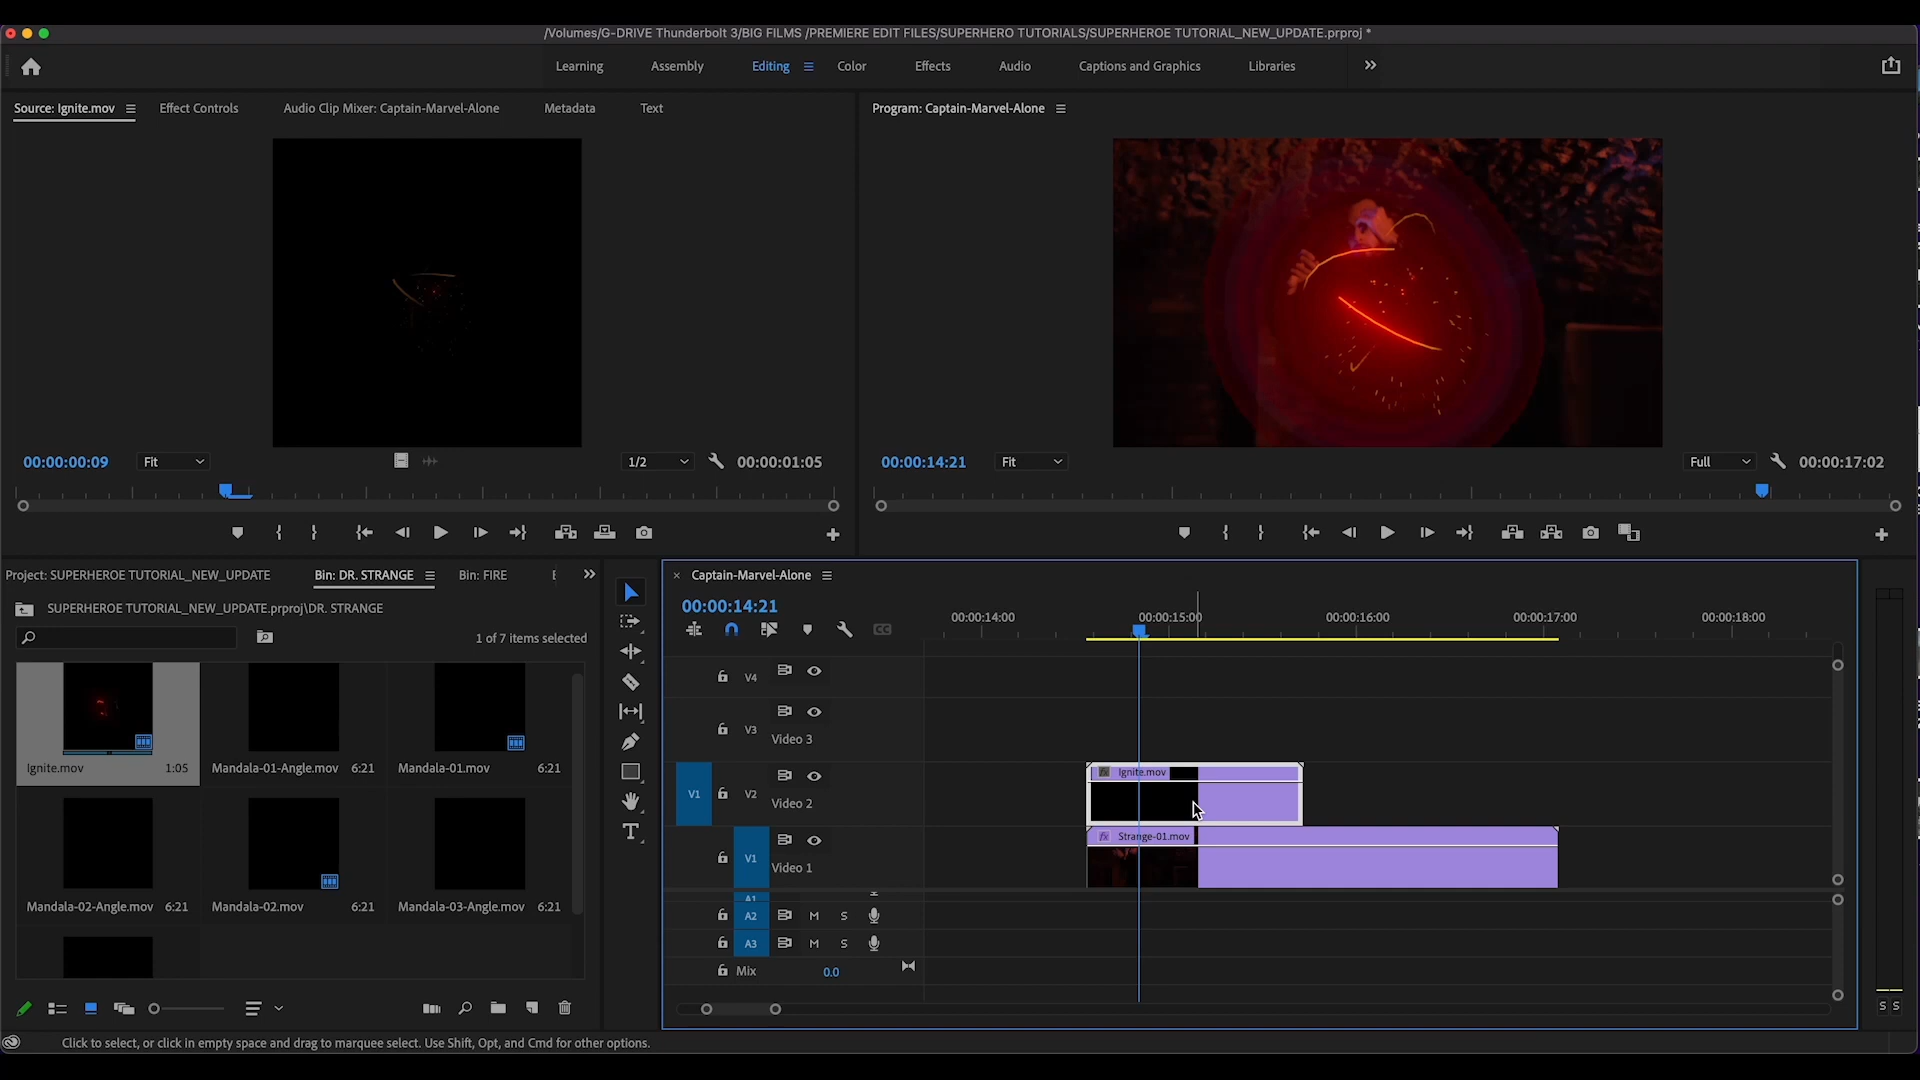 /Volumes/G-DRIVE Thunderbolt 3/BIG FILMS /PREMIERE EDIT FILES/SUPERHERO TUTORIALS/SUPERHEROE TUTORIAL_NEW_UPDATE.prproj *
Learning Assembly Editing Color Effects Audio Captions and Graphics Libraries
Source: Ignite.mov Effect Controls Audio Clip Mixer: Captain-Marvel-Alone Metadata Text
Program: Captain-Marvel-Alone
00:00:00:09 Fit 1/2 00:00:01:05
00:00:14:21 Fit Full 00:00:17:02
Project: SUPERHEROE TUTORIAL_NEW_UPDATE Bin: DR. STRANGE Bin: FIRE
SUPERHEROE TUTORIAL_NEW_UPDATE.prproj\DR. STRANGE
1 of 7 items selected
Ignite.mov 1:05
Mandala-01-Angle.mov 6:21
Mandala-01.mov 6:21
Mandala-02-Angle.mov 6:21
Mandala-02.mov 6:21
Mandala-03-Angle.mov 6:21
Captain-Marvel-Alone
00:00:14:21
00:00:14:00 00:00:15:00 00:00:16:00 00:00:17:00 00:00:18:00
V4
V3 Video 3
V1 V2 Video 2
fx Ignite.mov
V1 Video 1
fx Strange-01.mov
A1
A2 M S
A3 M S
Mix 0.0
S S
Click to select, or click in empty space and drag to marquee select. Use Shift, Opt, and Cmd for other options.